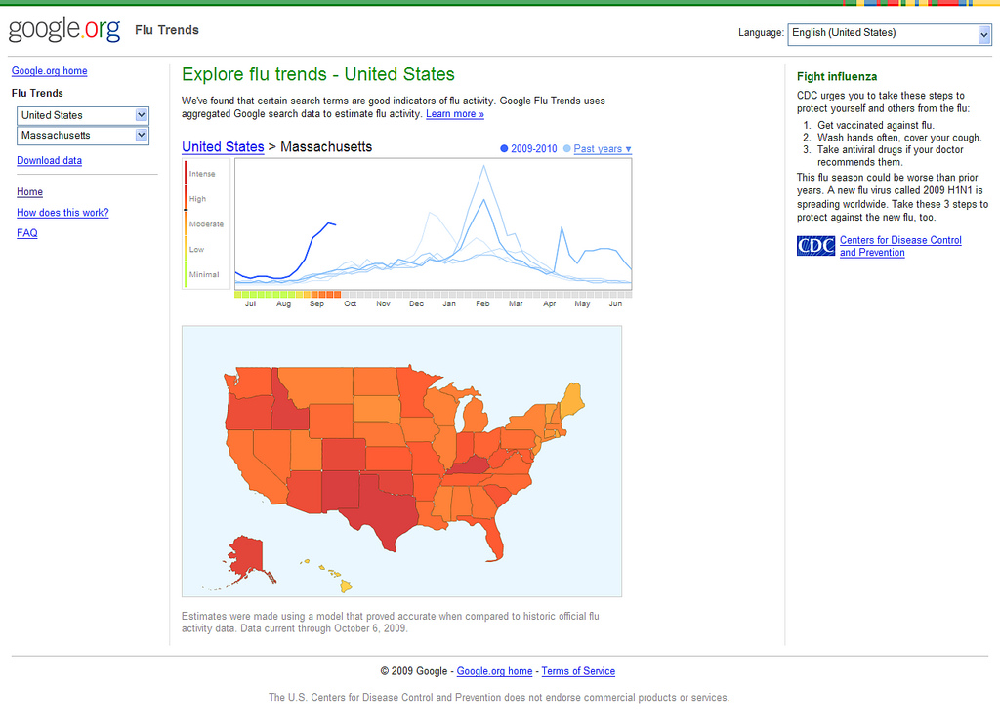 google.org Flu Trends
Language: English (United States)
Google.org home
Flu Trends
United States
Massachusetts
Download data
Home
How does this work?
FAQ
Explore flu trends - United States
We've found that certain search terms are good indicators of flu activity. Google Flu Trends uses
aggregated Google search data to estimate flu activity. Learn more »
United States > Massachusetts
2009-2010 Past years ▼
Intense
High
Moderate
Low
Minimal
Jul Aug Sep Oct Nov Dec Jan Feb Mar Apr May Jun
Estimates were made using a model that proved accurate when compared to historic official flu
activity data. Data current through October 6, 2009.
Fight influenza
CDC urges you to take these steps to
protect yourself and others from the flu:
1. Get vaccinated against flu.
2. Wash hands often, cover your cough.
3. Take antiviral drugs if your doctor
recommends them.
This flu season could be worse than prior
years. A new flu virus called 2009 H1N1 is
spreading worldwide. Take these 3 steps to
protect against the new flu, too.
CDC Centers for Disease Control
and Prevention
© 2009 Google - Google.org home - Terms of Service
The U.S. Centers for Disease Control and Prevention does not endorse commercial products or services.